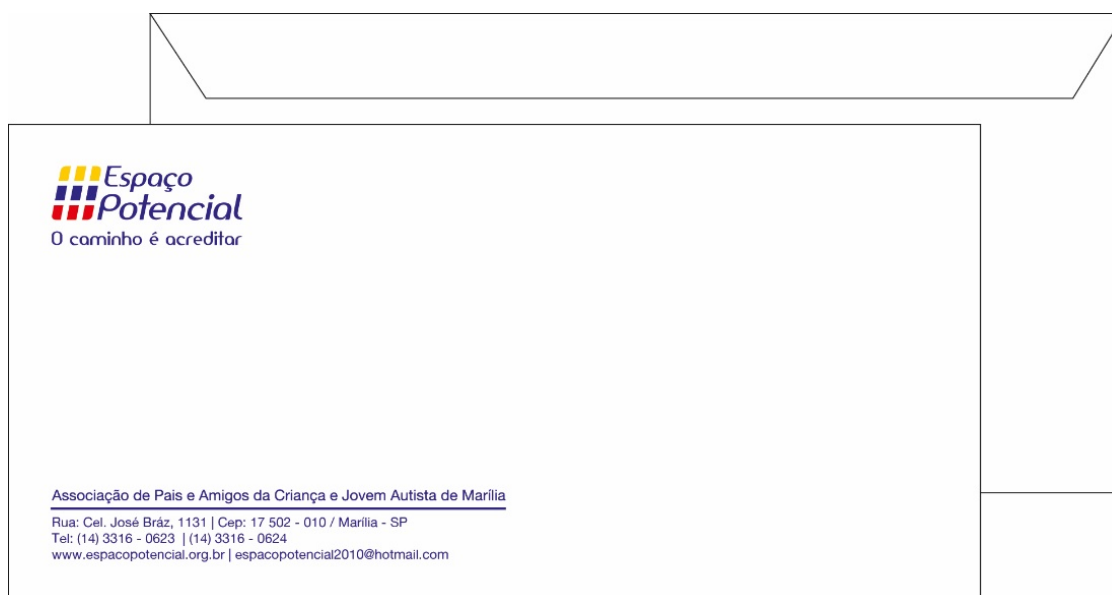 Espaço
Potencial
O caminho é acreditar
Associação de Pais e Amigos da Criança e Jovem Autista de Marília
Rua: Cel. José Bráz, 1131 | Cep: 17 502 - 010 / Marília - SP
Tel: (14) 3316 - 0623 | (14) 3316 - 0624
www.espacopotencial.org.br | espacopotencial2010@hotmail.com